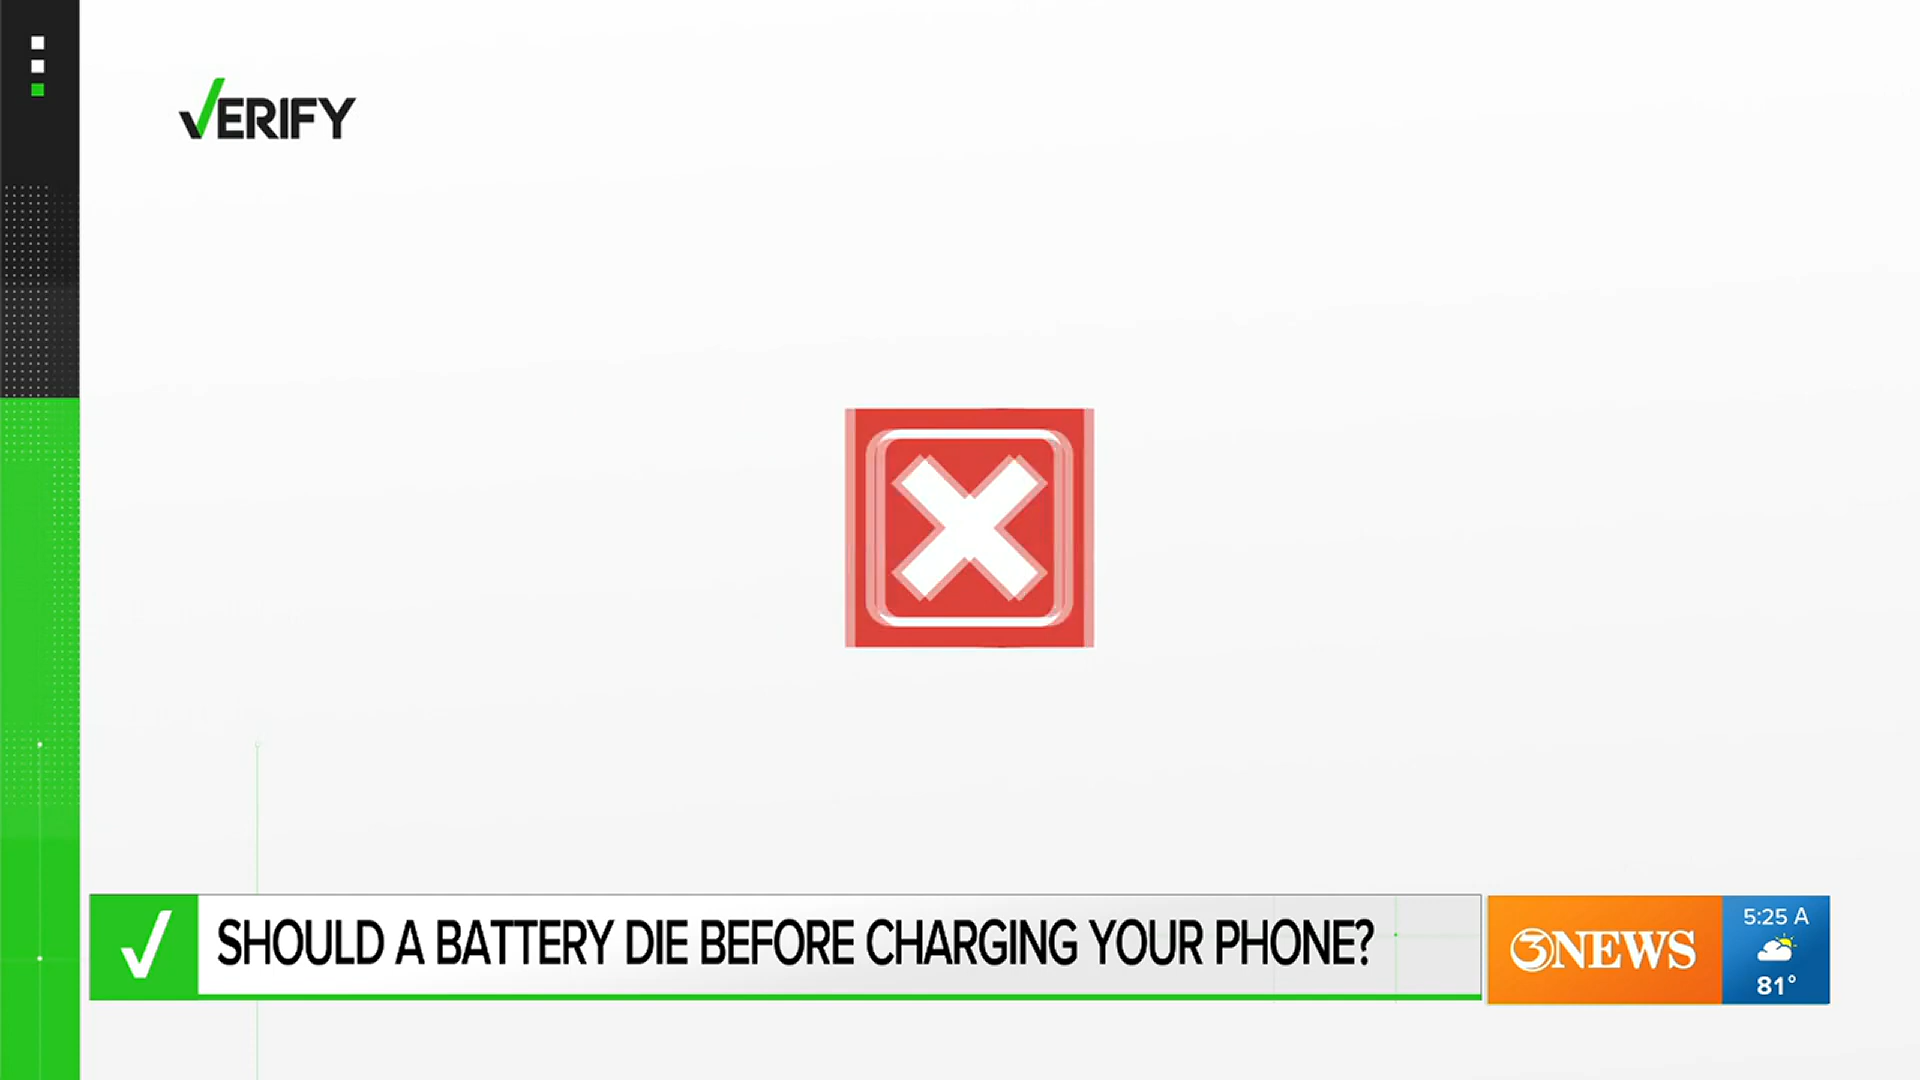 VERIFY
SHOULD A BATTERY DIE BEFORE CHARGING YOUR PHONE?
3NEWS
5:25 A
81°